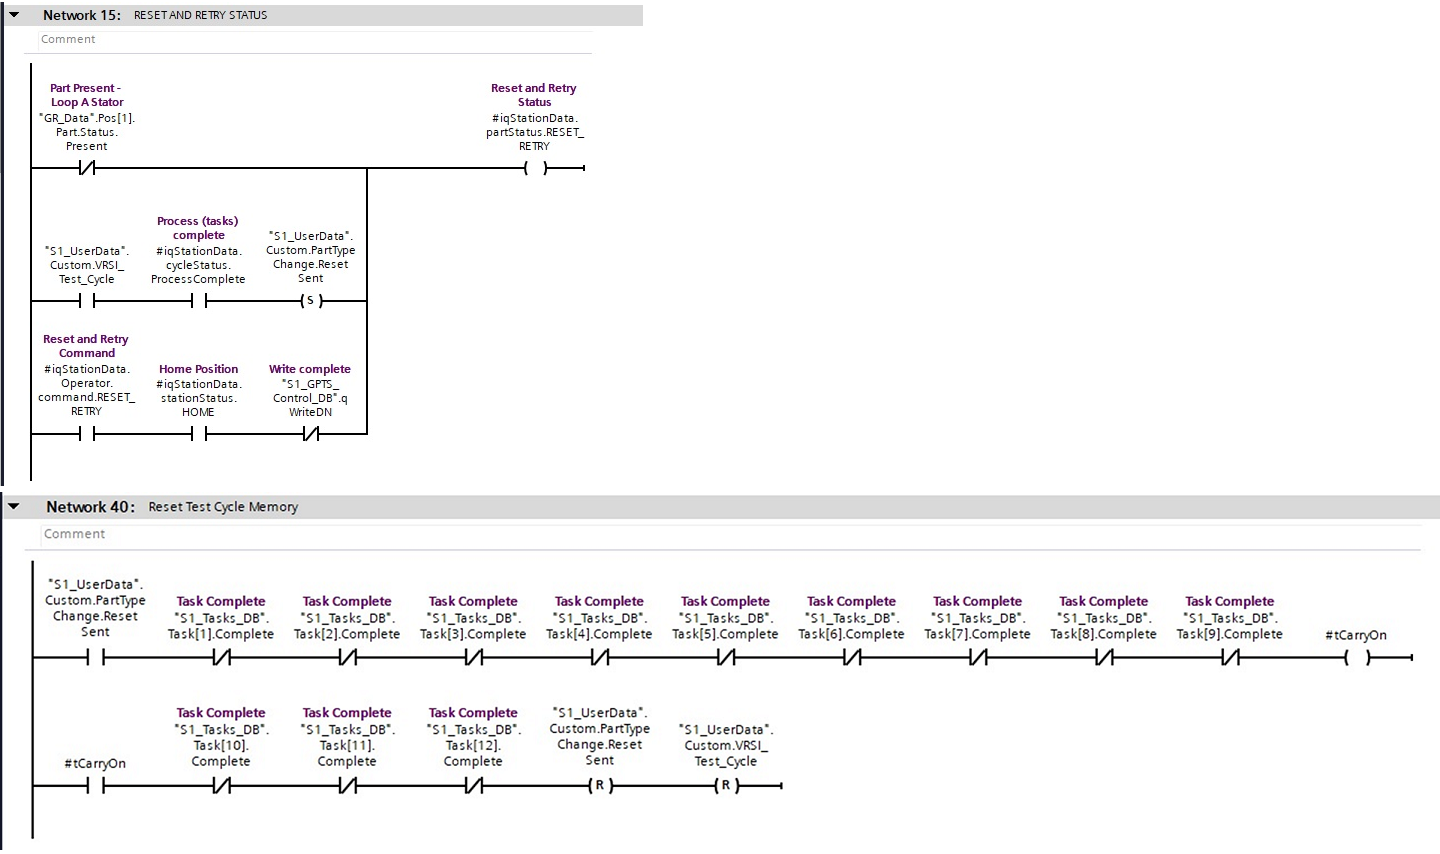 Network 15: RESET AND RETRY STATUS
Comment
Part Present -
Loop A Stator
"GR_Data".Pos[1].
Part.Status.
Present
Reset and Retry
Status
#iqStationData.
partStatus.RESET_
RETRY
"S1_UserData".
Custom.VRSI_
Test_Cycle
Process (tasks)
complete
#iqStationData.
cycleStatus.
ProcessComplete
"S1_UserData".
Custom.PartType
Change.Reset
Sent
S
Reset and Retry
Command
#iqStationData.
Operator.
command.RESET_
RETRY
Home Position
#iqStationData.
stationStatus.
HOME
Write complete
"S1_GPTS_
Control_DB".q
WriteDN
Network 40: Reset Test Cycle Memory
Comment
"S1_UserData".
Custom.PartType
Change.Reset
Sent
Task Complete
"S1_Tasks_DB".
Task[1].Complete
Task Complete
"S1_Tasks_DB".
Task[2].Complete
Task Complete
"S1_Tasks_DB".
Task[3].Complete
Task Complete
"S1_Tasks_DB".
Task[4].Complete
Task Complete
"S1_Tasks_DB".
Task[5].Complete
Task Complete
"S1_Tasks_DB".
Task[6].Complete
Task Complete
"S1_Tasks_DB".
Task[7].Complete
Task Complete
"S1_Tasks_DB".
Task[8].Complete
Task Complete
"S1_Tasks_DB".
Task[9].Complete
#tCarryOn
#tCarryOn
Task Complete
"S1_Tasks_DB".
Task[10].
Complete
Task Complete
"S1_Tasks_DB".
Task[11].
Complete
Task Complete
"S1_Tasks_DB".
Task[12].
Complete
"S1_UserData".
Custom.PartType
Change.Reset
Sent
R
"S1_UserData".
Custom.VRSI_
Test_Cycle
R